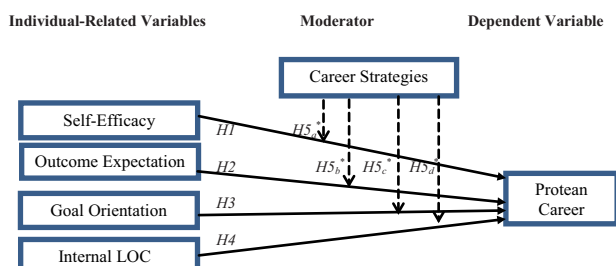 Individual-Related Variables Moderator Dependent Variable
Career Strategies
Self-Efficacy
H1 H5a*
Outcome Expectation
H2 H5b* H5c* H5d*
Protean
Career
Goal Orientation
H3
H4
Internal LOC